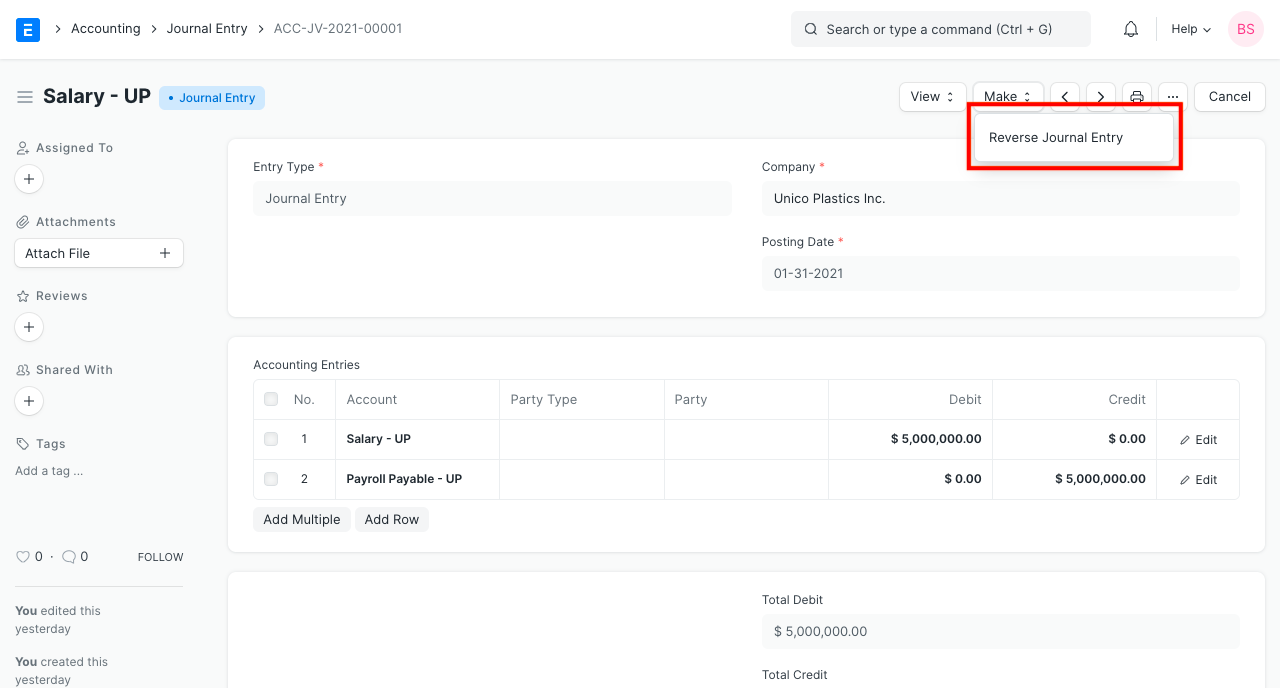 E
Accounting
Journal Entry
ACC-JV-2021-00001
Search or type a command (Ctrl + G)
Help
BS
Salary - UP
• Journal Entry
View
Make
...
Cancel
Reverse Journal Entry
Assigned To
+
Attachments
Attach File +
Reviews
+
Shared With
+
Tags
Add a tag ...
0 · 0 FOLLOW
You edited this
yesterday
You created this
yesterday
Entry Type *
Journal Entry
Company *
Unico Plastics Inc.
Posting Date *
01-31-2021
Accounting Entries
No. Account Party Type Party Debit Credit
1 Salary - UP $ 5,000,000.00 $ 0.00 Edit
2 Payroll Payable - UP $ 0.00 $ 5,000,000.00 Edit
Add Multiple Add Row
Total Debit
$ 5,000,000.00
Total Credit